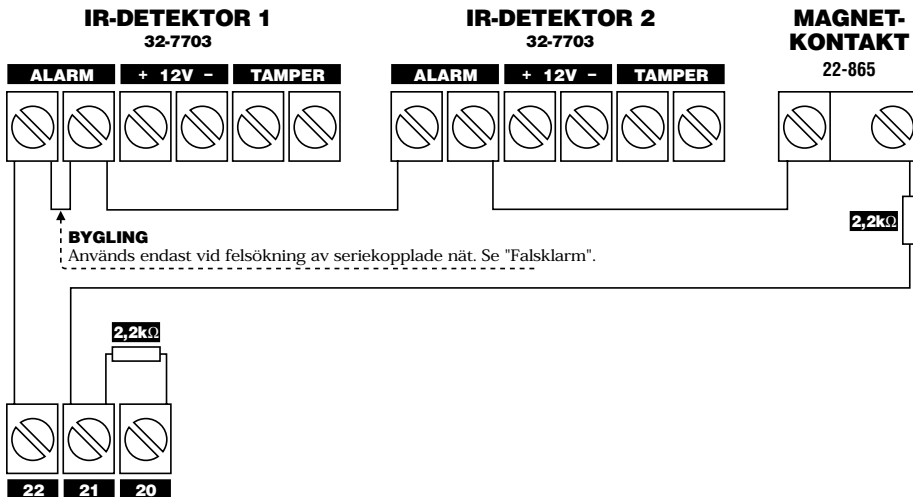 IR-DETEKTOR 1
32-7703
ALARM + 12V – TAMPER
IR-DETEKTOR 2
32-7703
ALARM + 12V – TAMPER
MAGNET-
KONTAKT
22-865
2,2kΩ
BYGLING
Används endast vid felsökning av seriekopplade nät. Se "Falsklarm".
2,2kΩ
22 21 20